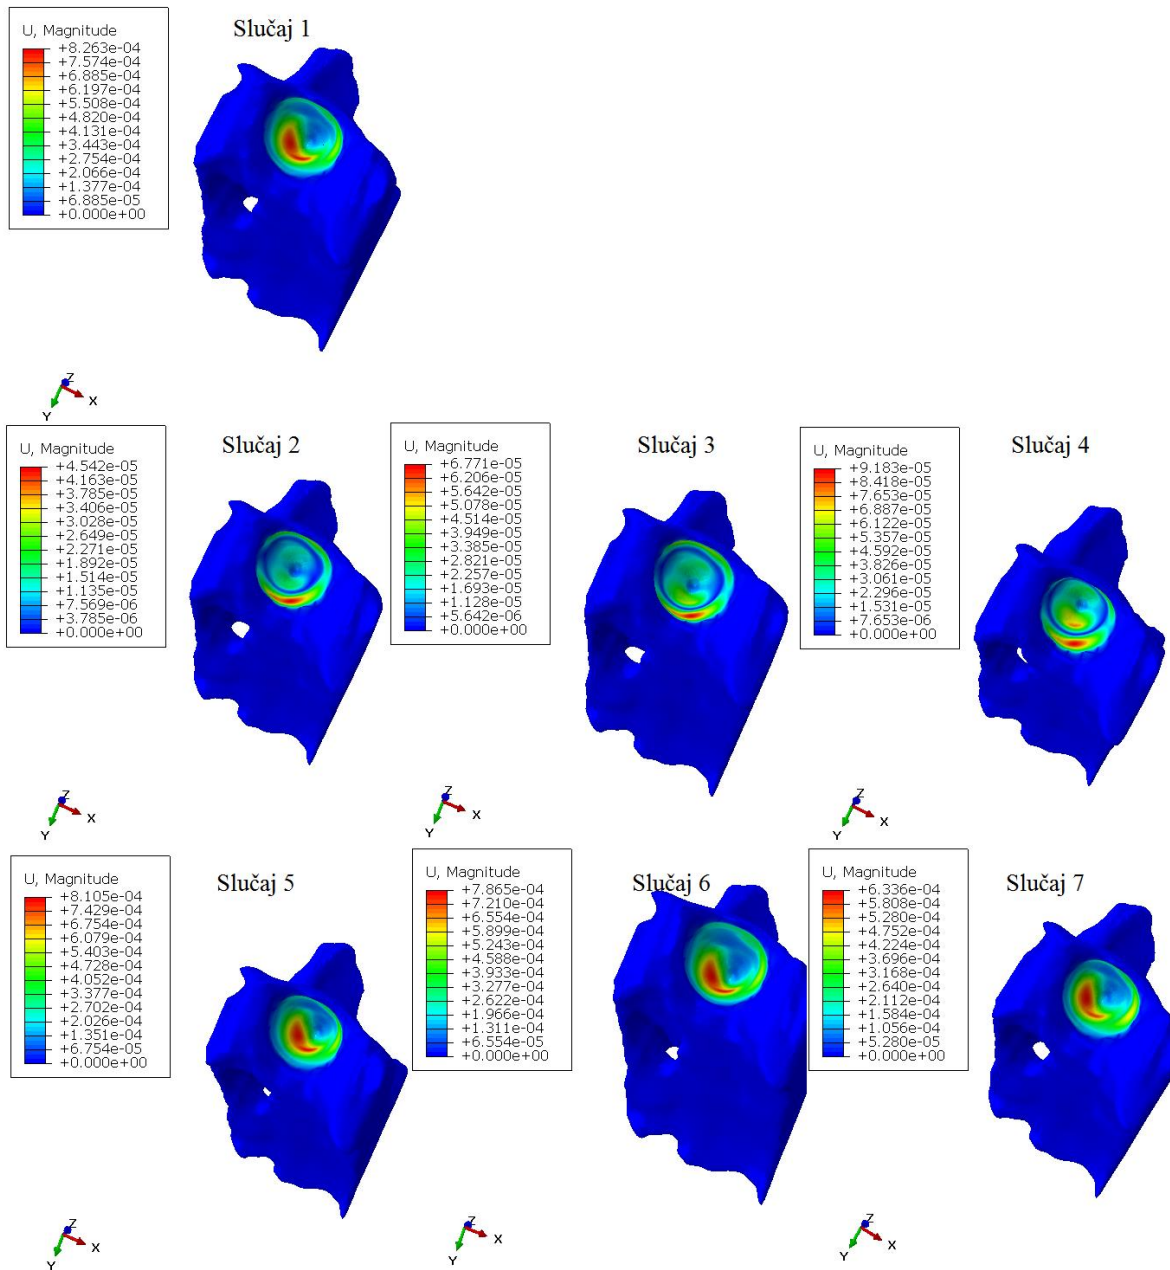 Slučaj 1
U, Magnitude
+8.263e-04
+7.574e-04
+6.885e-04
+6.197e-04
+5.508e-04
+4.820e-04
+4.131e-04
+3.443e-04
+2.754e-04
+2.066e-04
+1.377e-04
+6.885e-05
+0.000e+00
Z
X
Y
Slučaj 2
U, Magnitude
+4.542e-05
+4.163e-05
+3.785e-05
+3.406e-05
+3.028e-05
+2.649e-05
+2.271e-05
+1.892e-05
+1.514e-05
+1.135e-05
+7.569e-06
+3.785e-06
+0.000e+00
Z
X
Y
Slučaj 3
U, Magnitude
+6.771e-05
+6.206e-05
+5.642e-05
+5.078e-05
+4.514e-05
+3.949e-05
+3.385e-05
+2.821e-05
+2.257e-05
+1.693e-05
+1.128e-05
+5.642e-06
+0.000e+00
Z
X
Y
Slučaj 4
U, Magnitude
+9.183e-05
+8.418e-05
+7.653e-05
+6.887e-05
+6.122e-05
+5.357e-05
+4.592e-05
+3.826e-05
+3.061e-05
+2.296e-05
+1.531e-05
+7.653e-06
+0.000e+00
Z
X
Y
Slučaj 5
U, Magnitude
+8.105e-04
+7.429e-04
+6.754e-04
+6.079e-04
+5.403e-04
+4.728e-04
+4.052e-04
+3.377e-04
+2.702e-04
+2.026e-04
+1.351e-04
+6.754e-05
+0.000e+00
Z
X
Y
Slučaj 6
U, Magnitude
+7.865e-04
+7.210e-04
+6.554e-04
+5.899e-04
+5.243e-04
+4.588e-04
+3.933e-04
+3.277e-04
+2.622e-04
+1.966e-04
+1.311e-04
+6.554e-05
+0.000e+00
Z
X
Y
Slučaj 7
U, Magnitude
+6.336e-04
+5.808e-04
+5.280e-04
+4.752e-04
+4.224e-04
+3.696e-04
+3.168e-04
+2.640e-04
+2.112e-04
+1.584e-04
+1.056e-04
+5.280e-05
+0.000e+00
Z
X
Y